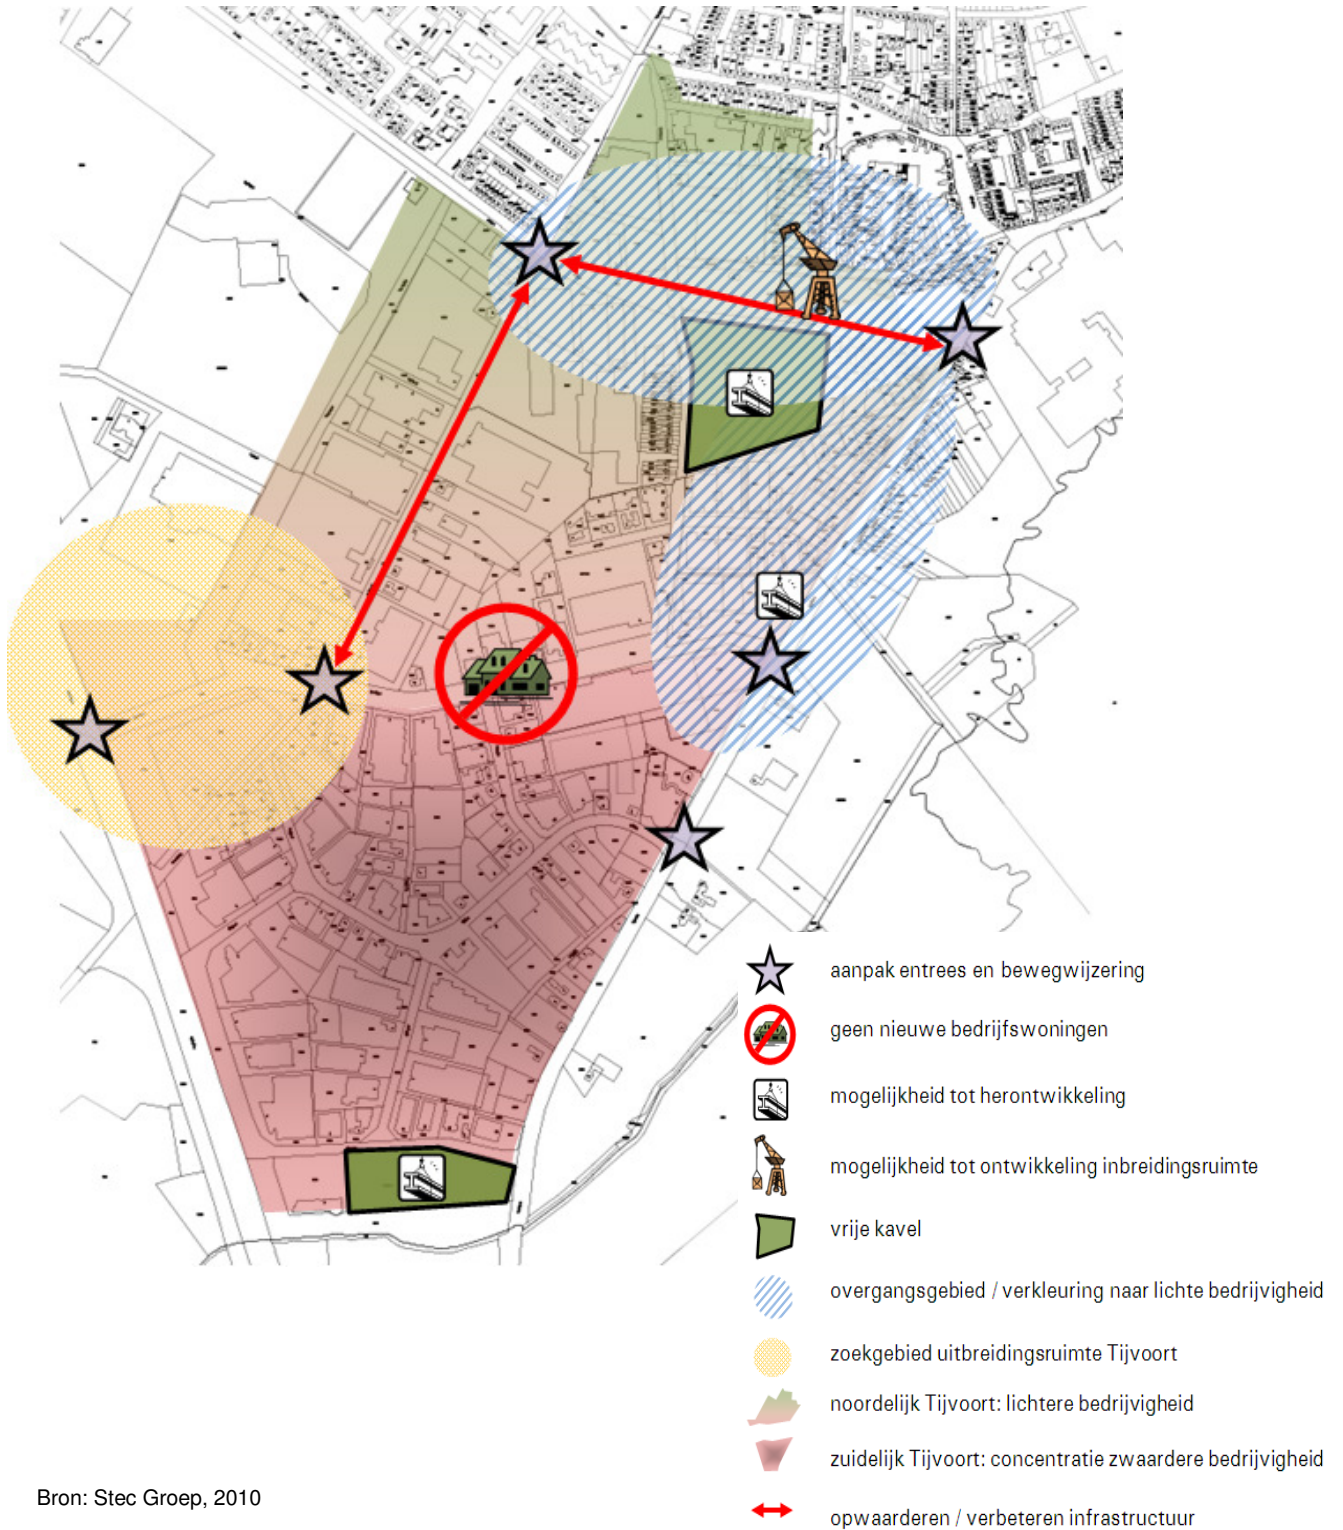 aanpak entrees en bewegwijzering
geen nieuwe bedrijfswoningen
mogelijkheid tot herontwikkeling
mogelijkheid tot ontwikkeling inbreidingsruimte
vrije kavel
overgangsgebied / verkleuring naar lichte bedrijvigheid
zoekgebied uitbreidingsruimte Tijvoort
noordelijk Tijvoort: lichtere bedrijvigheid
zuidelijk Tijvoort: concentratie zwaardere bedrijvigheid
Bron: Stec Groep, 2010
opwaarderen / verbeteren infrastructuur